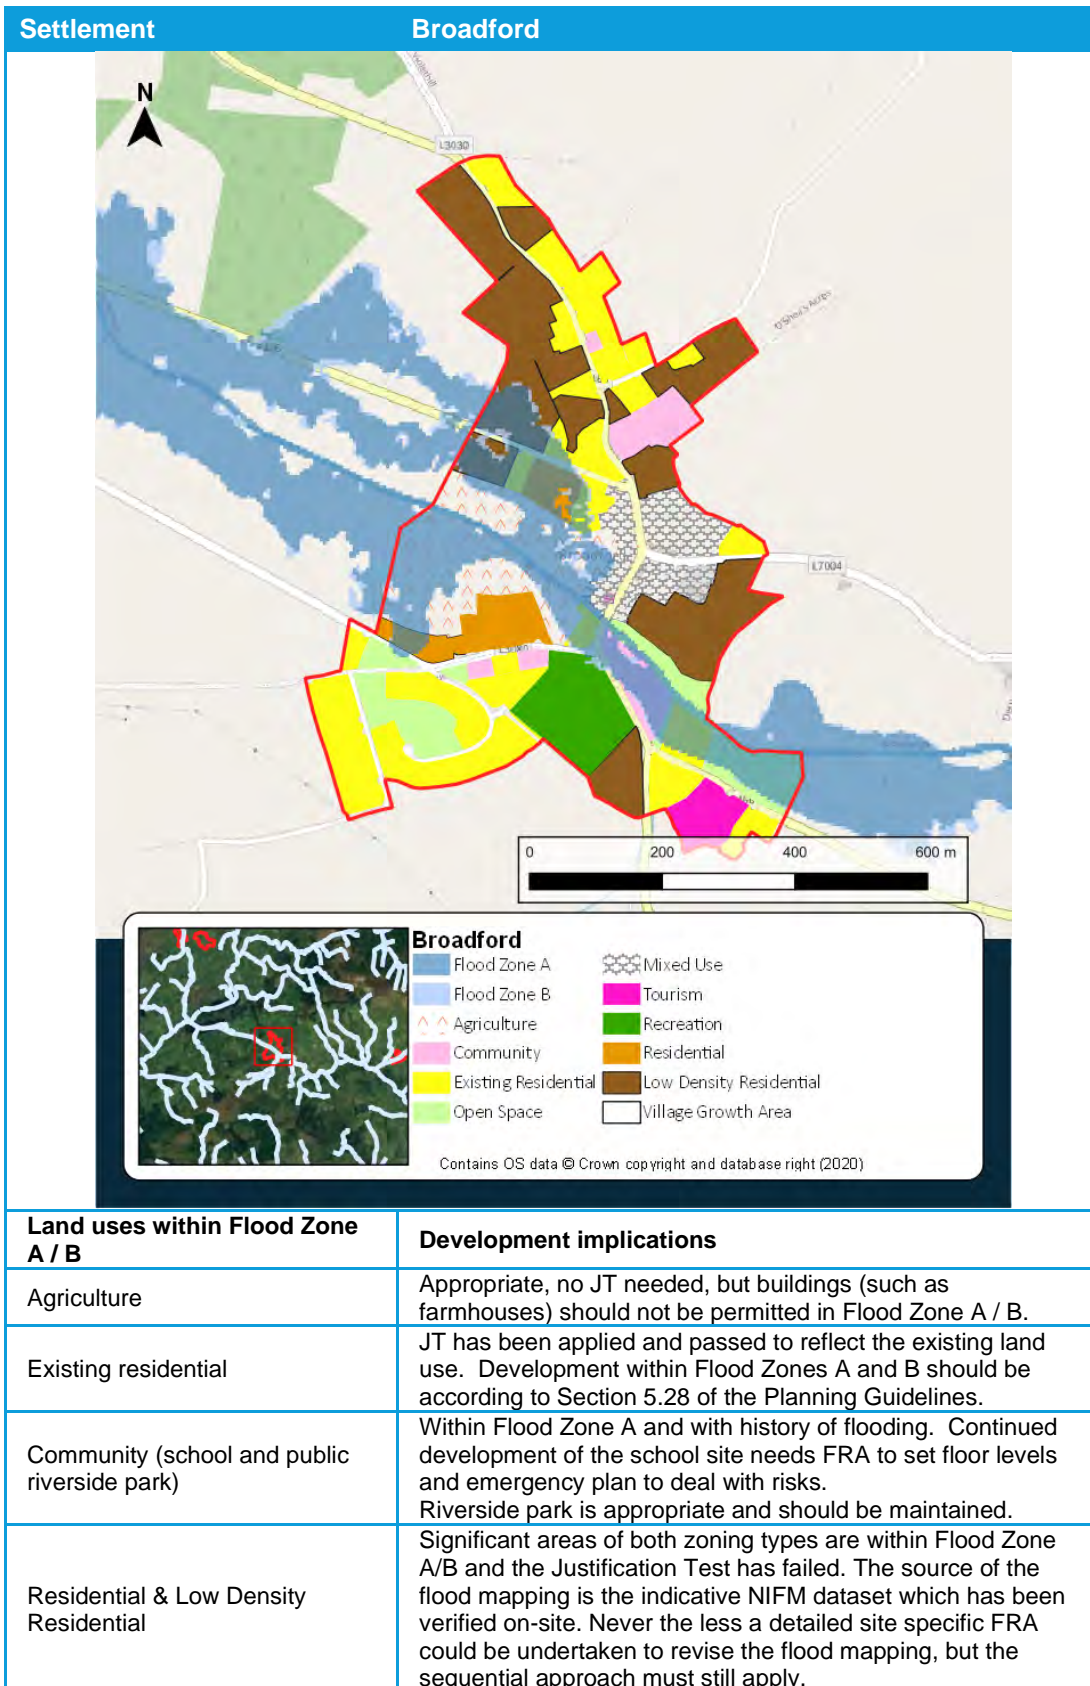 Settlement
Broadford
N
L3030
L7004
0 200 400 600 m
Broadford
Flood Zone A
Flood Zone B
Agriculture
Community
Existing Residential
Open Space
Mixed Use
Tourism
Recreation
Residential
Low Density Residential
Village Growth Area
Contains OS data © Crown copyright and database right (2020)
Land uses within Flood Zone
A / B
Development implications
Agriculture
Appropriate, no JT needed, but buildings (such as
farmhouses) should not be permitted in Flood Zone A / B.
Existing residential
JT has been applied and passed to reflect the existing land
use. Development within Flood Zones A and B should be
according to Section 5.28 of the Planning Guidelines.
Community (school and public
riverside park)
Within Flood Zone A and with history of flooding. Continued
development of the school site needs FRA to set floor levels
and emergency plan to deal with risks.
Riverside park is appropriate and should be maintained.
Residential & Low Density
Residential
Significant areas of both zoning types are within Flood Zone
A/B and the Justification Test has failed. The source of the
flood mapping is the indicative NIFM dataset which has been
verified on-site. Never the less a detailed site specific FRA
could be undertaken to revise the flood mapping, but the
sequential approach must still apply.